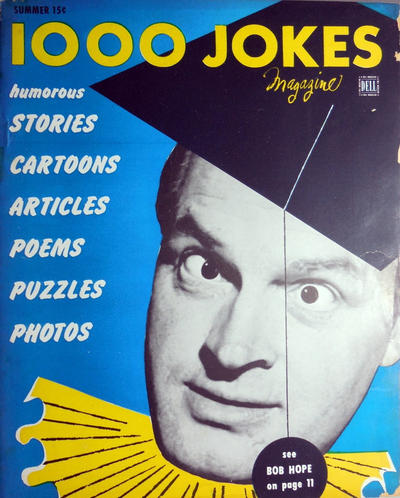 SUMMER 15¢
1000 JOKES
Magazine
DELL
humorous
STORIES
CARTOONS
ARTICLES
POEMS
PUZZLES
PHOTOS
see
BOB HOPE
on page 11